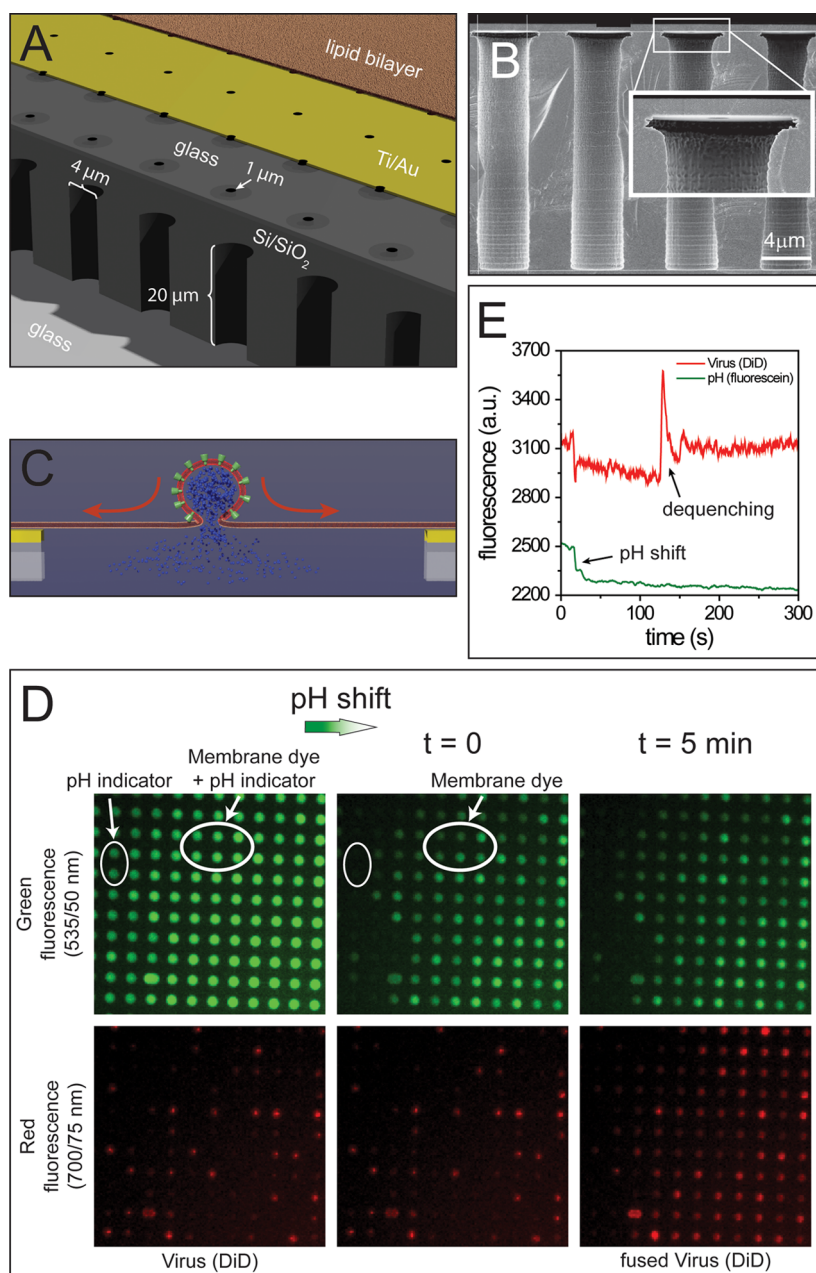 A
lipid bilayer
glass
1 µm
Ti/Au
4 µm
Si/SiO2
20 µm
glass
B
4µm
C
E
3700
3400
3100
2800
2500
2200
fluorescence (a.u.)
Virus (DiD)
pH (fluorescein)
dequenching
pH shift
0
100
200
300
time (s)
D
pH shift
t = 0
t = 5 min
pH indicator
Membrane dye
+ pH indicator
Membrane dye
Green
fluorescence
(535/50 nm)
Red
fluorescence
(700/75 nm)
Virus (DiD)
fused Virus (DiD)